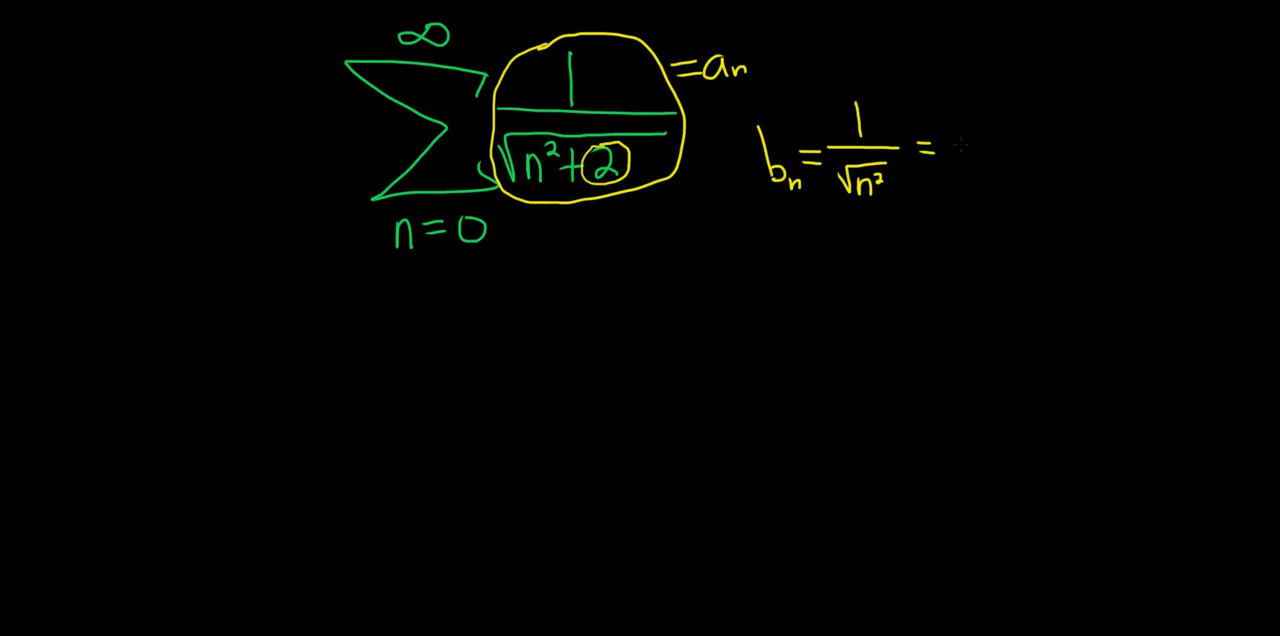 ∞
∑ 1/√(n²+2) = aₙ
n=0
bₙ = 1/√n² =